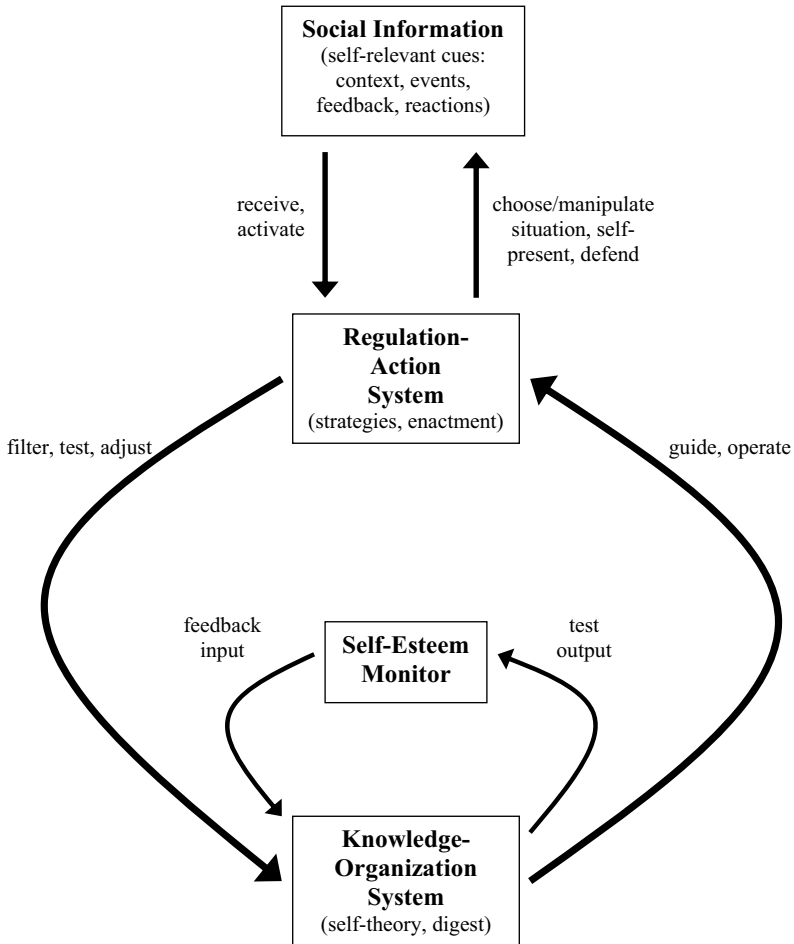 Social Information
(self-relevant cues:
context, events,
feedback, reactions)
receive,
activate
choose/manipulate
situation, self-
present, defend
Regulation-
Action
System
(strategies, enactment)
filter, test, adjust
guide, operate
feedback
input
Self-Esteem
Monitor
test
output
Knowledge-
Organization
System
(self-theory, digest)